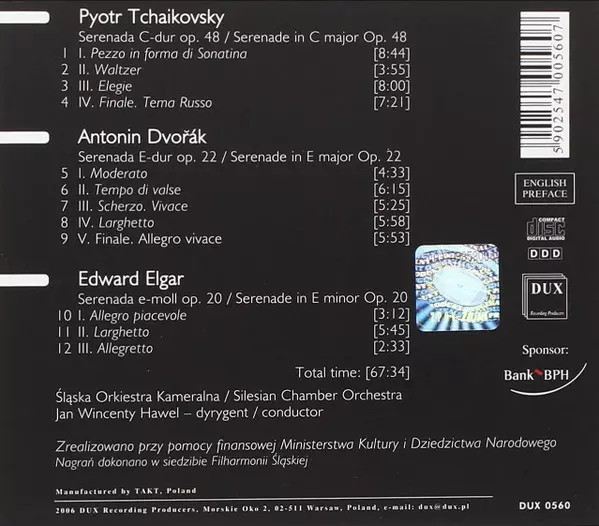 Pyotr Tchaikovsky
Serenada C-dur op. 48 / Serenade in C major Op. 48
1 I. Pezzo in forma di Sonatina [8:44]
2 II. Waltzer [3:55]
3 III. Elegie [8:00]
4 IV. Finale. Tema Russo [7:21]
Antonin Dvořák
Serenada E-dur op. 22 / Serenade in E major Op. 22
5 I. Moderato [4:33]
6 II. Tempo di valse [6:15]
7 III. Scherzo. Vivace [5:25]
8 IV. Larghetto [5:58]
9 V. Finale. Allegro vivace [5:53]
Edward Elgar
Serenada e-moll op. 20 / Serenade in E minor Op. 20
10 I. Allegro piacevole [3:12]
11 II. Larghetto [5:45]
12 III. Allegretto [2:33]
Total time: [67:34]
Śląska Orkiestra Kameralna / Silesian Chamber Orchestra
Jan Wincenty Hawel – dyrygent / conductor
Zrealizowano przy pomocy finansowej Ministerstwa Kultury i Dziedzictwa Narodowego
Nagrań dokonano w siedzibie Filharmonii Śląskiej
Manufactured by TAKT, Poland
2006 DUX Recording Producers, Morskie Oko 2, 02-511 Warsaw, Poland, e-mail: dux@dux.pl
5 902547 005607
ENGLISH
PREFACE
COMPACT
disc
DIGITAL AUDIO
DDD
DUX
Recording Producers
Sponsor:
Bank BPH
DUX 0560